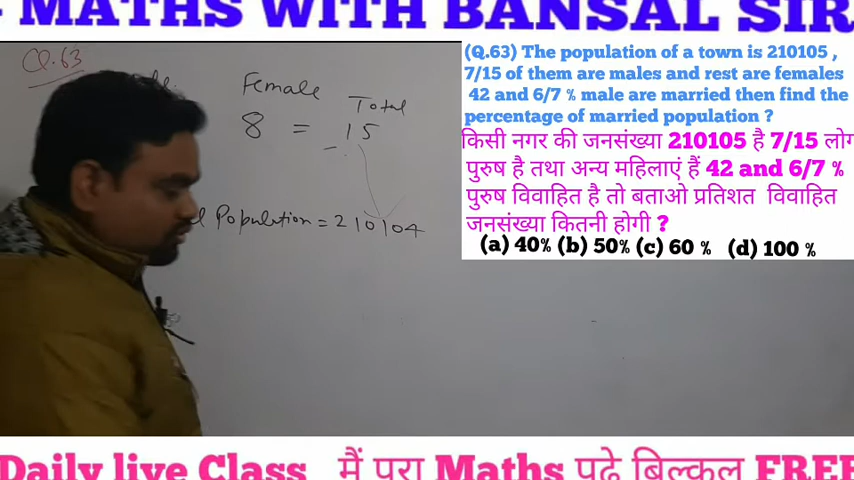 - MATHS WITH BANSAL SIR
Q.63
Female
Total
8 = 15
Population = 210104
(Q.63) The population of a town is 210105 ,
7/15 of them are males and rest are females
42 and 6/7 % male are married then find the
percentage of married population ?
किसी नगर की जनसंख्या 210105 है 7/15 लोग
पुरुष है तथा अन्य महिलाएं हैं 42 and 6/7 %
पुरुष विवाहित है तो बताओ प्रतिशत विवाहित
जनसंख्या कितनी होगी ?
(a) 40% (b) 50% (c) 60 % (d) 100 %
Daily live Class में पूरा Maths पढ़े बिल्कुल FREE